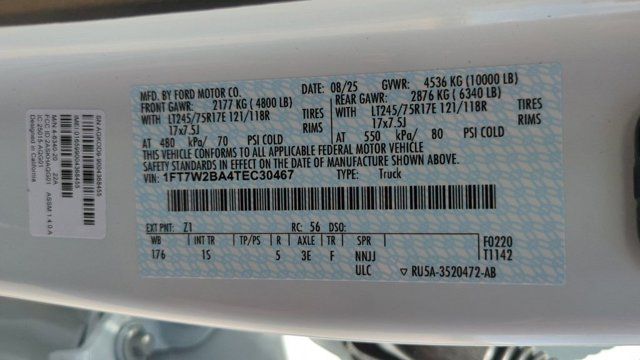 MFD. BY FORD MOTOR CO.
DATE: 08/25 GVWR: 4536 KG (10000 LB)
FRONT GAWR: 2177 KG (4800 LB)
REAR GAWR: 2876 KG (6340 LB)
WITH LT245/75R17E 121/118R TIRES
WITH LT245/75R17E 121/118R TIRES
17x7.5J RIMS
17x7.5J RIMS
AT 480 kPa/ 70 PSI COLD
AT 550 kPa/ 80 PSI COLD
THIS VEHICLE CONFORMS TO ALL APPLICABLE FEDERAL MOTOR VEHICLE
SAFETY STANDARDS IN EFFECT ON THE DATE OF MANUFACTURE SHOWN ABOVE.
VIN: 1FT7W2BA4TEC30467 TYPE: Truck
EXT PNT: Z1 RC: 56 DSO:
WB INT TR TP/PS R AXLE TR SPR
176 1S 5 3E F NNJJ
ULC
F0220
T1142
RU5A-3520472-AB
Designed in California